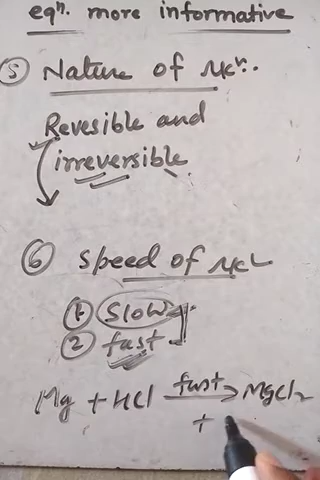 eqⁿ. more informative
⑤ Nature of rxⁿ.
Revesible and
irreversible
⑥ Speed of rx
① Slow
② fast
Mg + HCl fast → MgCl₂
+